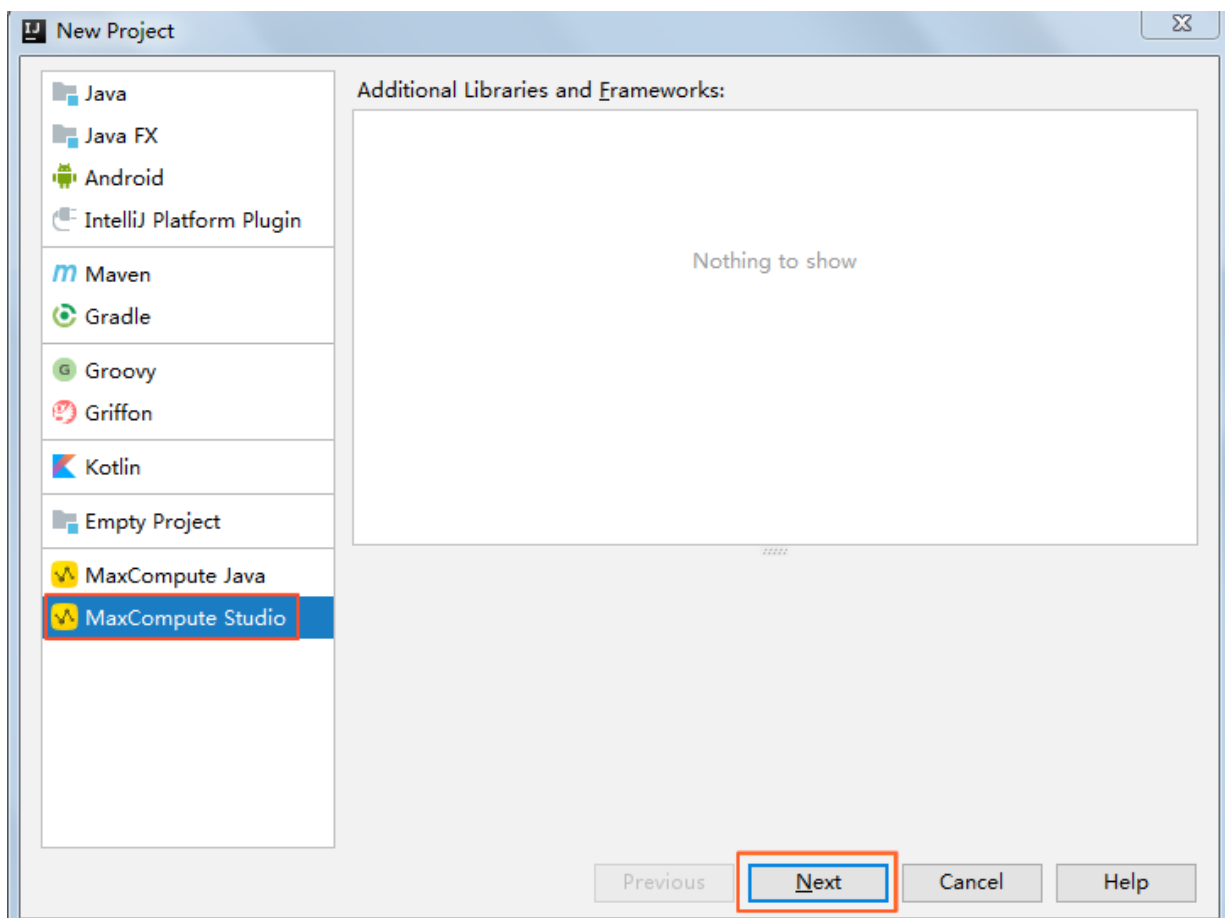 New Project
Java
Java FX
Android
IntelliJ Platform Plugin
Maven
Gradle
Groovy
Griffon
Kotlin
Empty Project
MaxCompute Java
MaxCompute Studio
Additional Libraries and Frameworks:
Nothing to show
Previous
Next
Cancel
Help